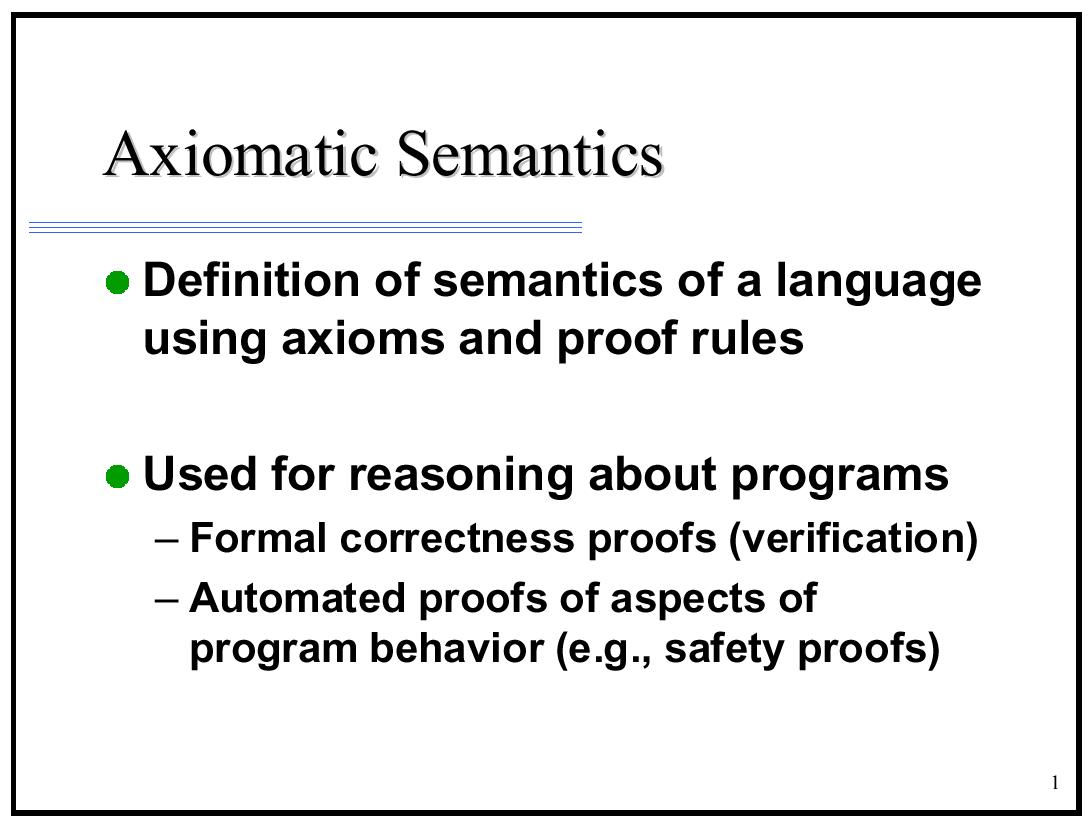 Axiomatic Semantics
Definition of semantics of a language
using axioms and proof rules
Used for reasoning about programs
– Formal correctness proofs (verification)
– Automated proofs of aspects of
program behavior (e.g., safety proofs)
1